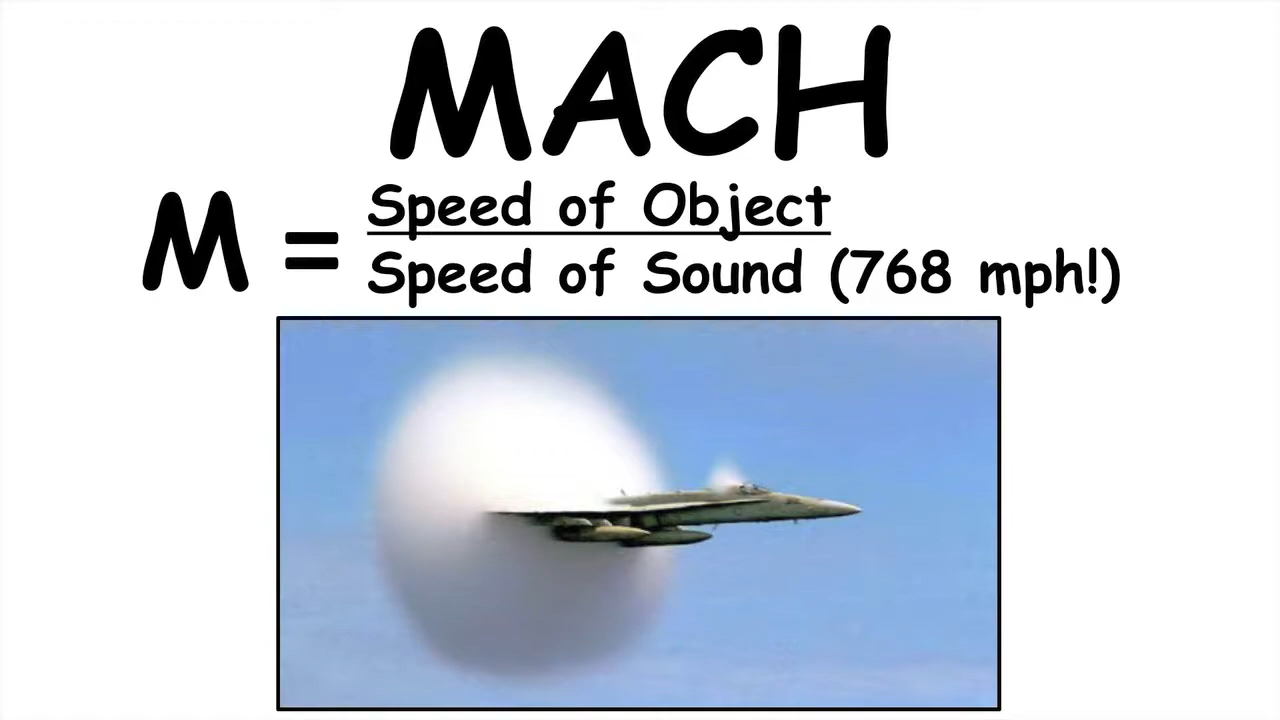 MACH
M = Speed of Object
Speed of Sound (768 mph!)